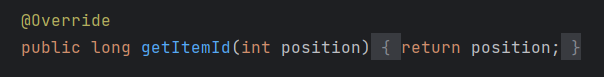 @Override
public long getItemId(int position) { return position; }